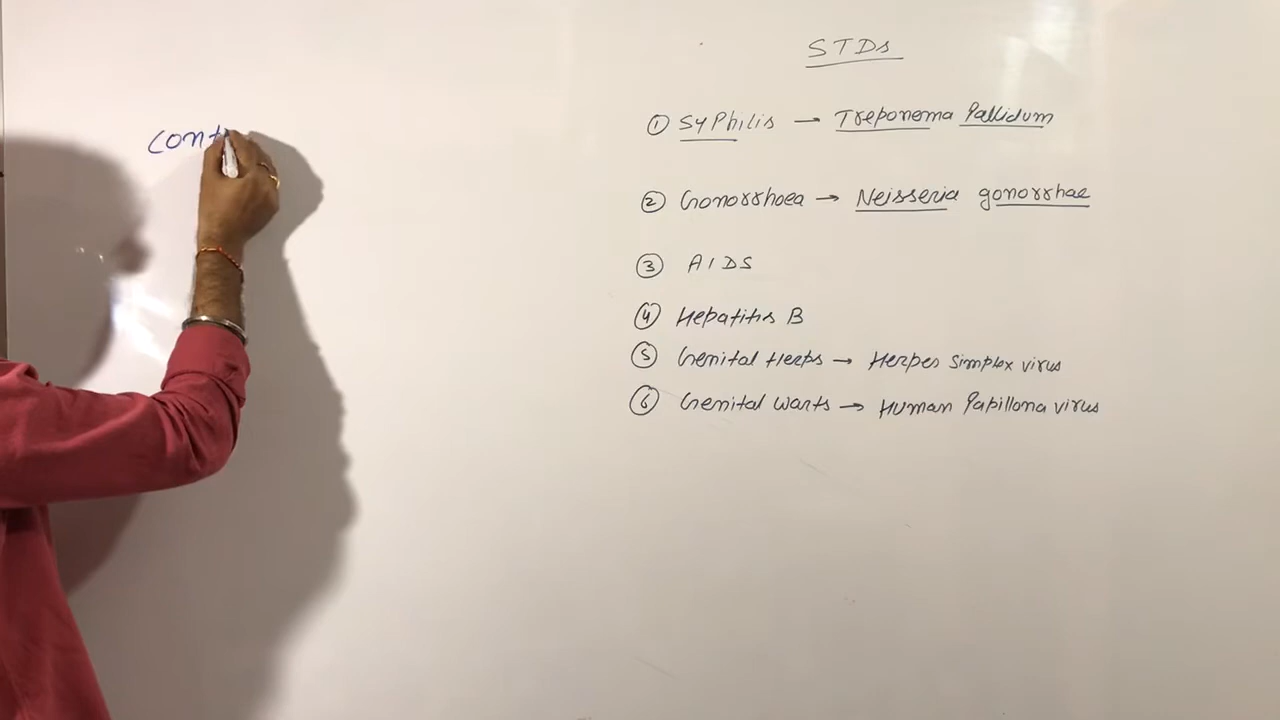 STDs
cont
① Syphilis → Treponema Pallidum
② Gonorrhoea → Neisseria gonorrhae
③ AIDS
④ Hepatitis B
⑤ Genital Herps → Herpes simplex virus
⑥ Genital warts → Human Papilloma virus